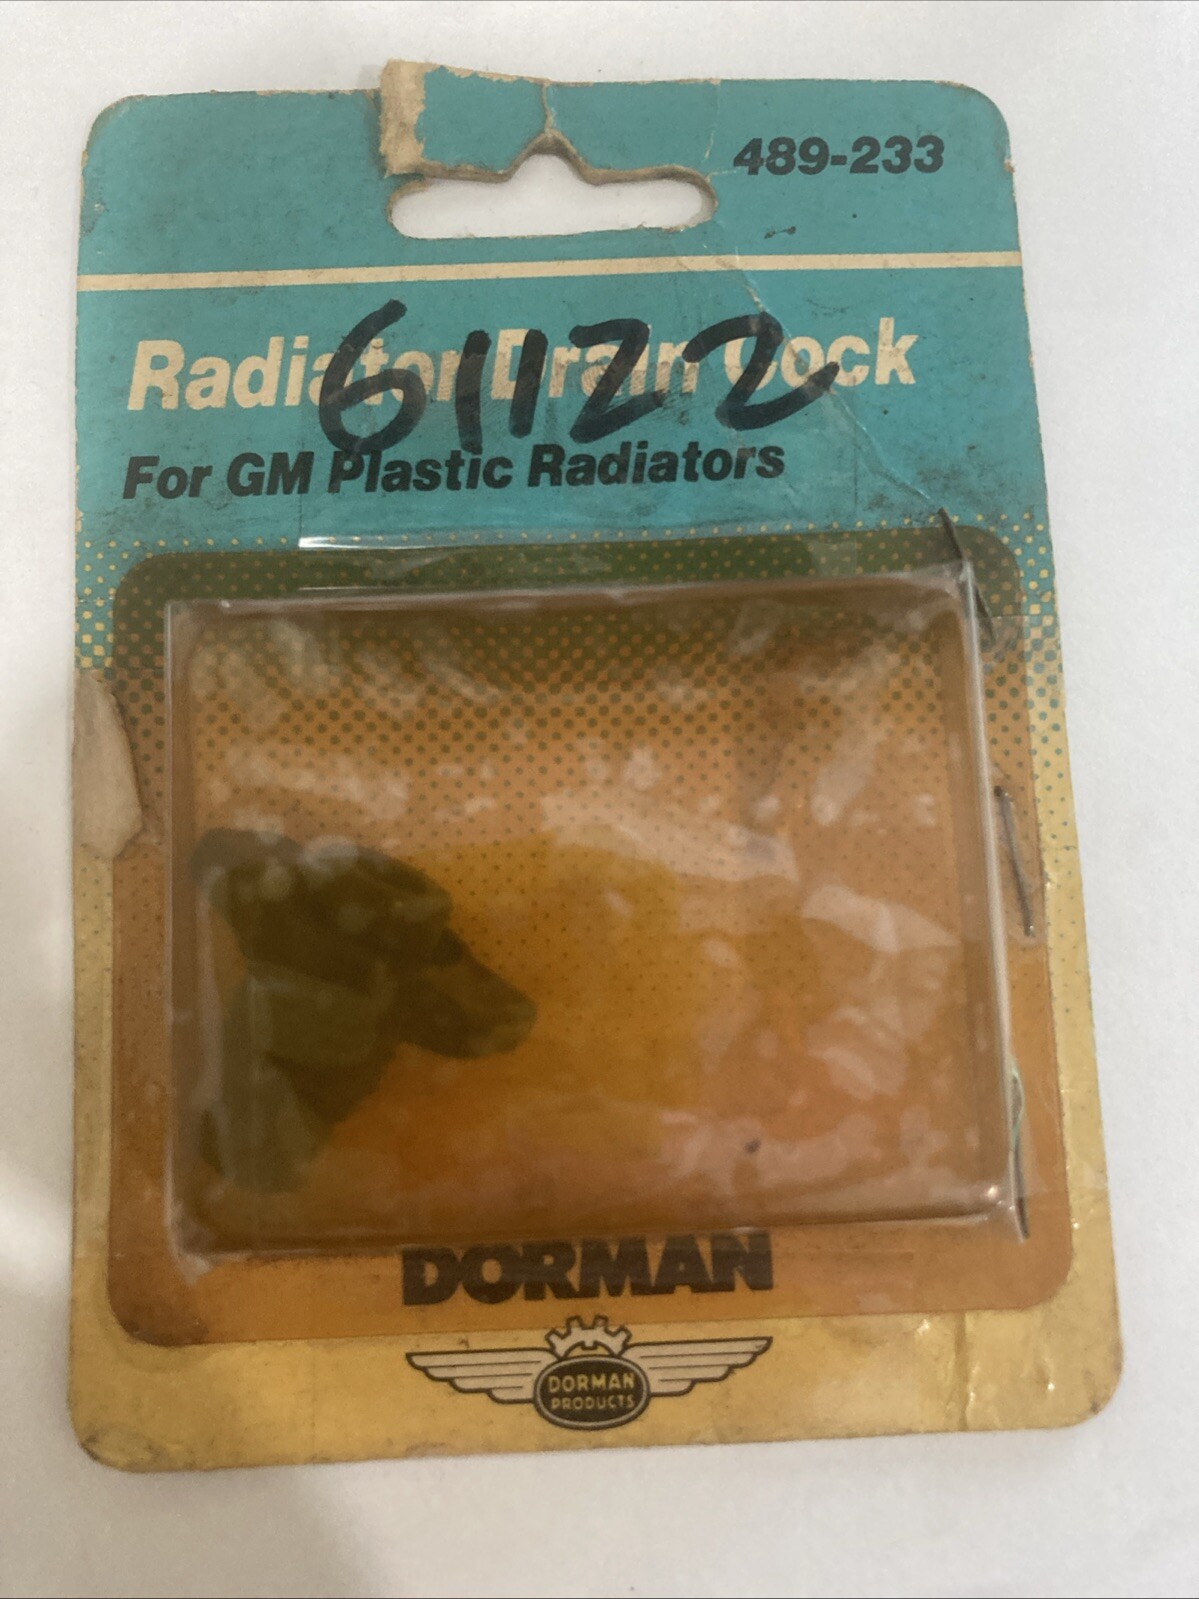 489-233
Radiator Drain Cock
61122
For GM Plastic Radiators
DORMAN
DORMAN
PRODUCTS